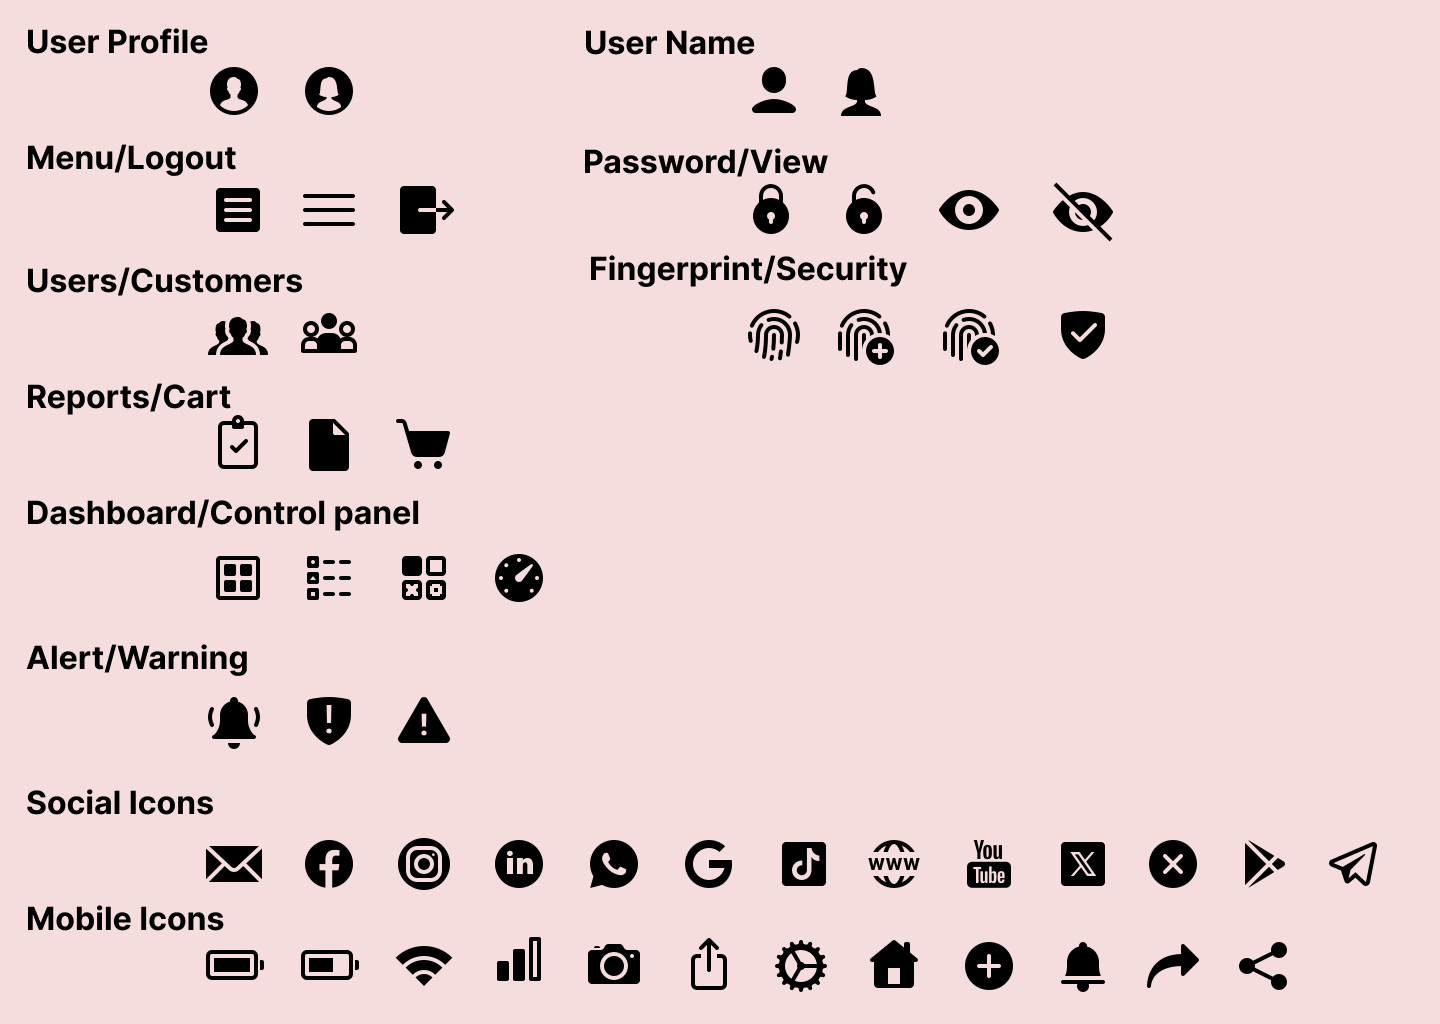 User Profile
User Name
Menu/Logout
Password/View
Fingerprint/Security
Users/Customers
Reports/Cart
Dashboard/Control panel
Alert/Warning
Social Icons
in
G
www
You
Tube
X
Mobile Icons